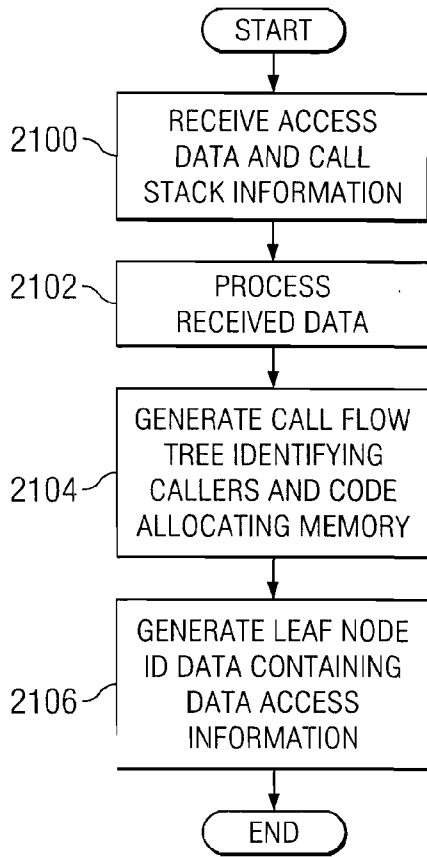 START
2100
RECEIVE ACCESS
DATA AND CALL
STACK INFORMATION
2102
PROCESS
RECEIVED DATA
2104
GENERATE CALL FLOW
TREE IDENTIFYING
CALLERS AND CODE
ALLOCATING MEMORY
2106
GENERATE LEAF NODE
ID DATA CONTAINING
DATA ACCESS
INFORMATION
END